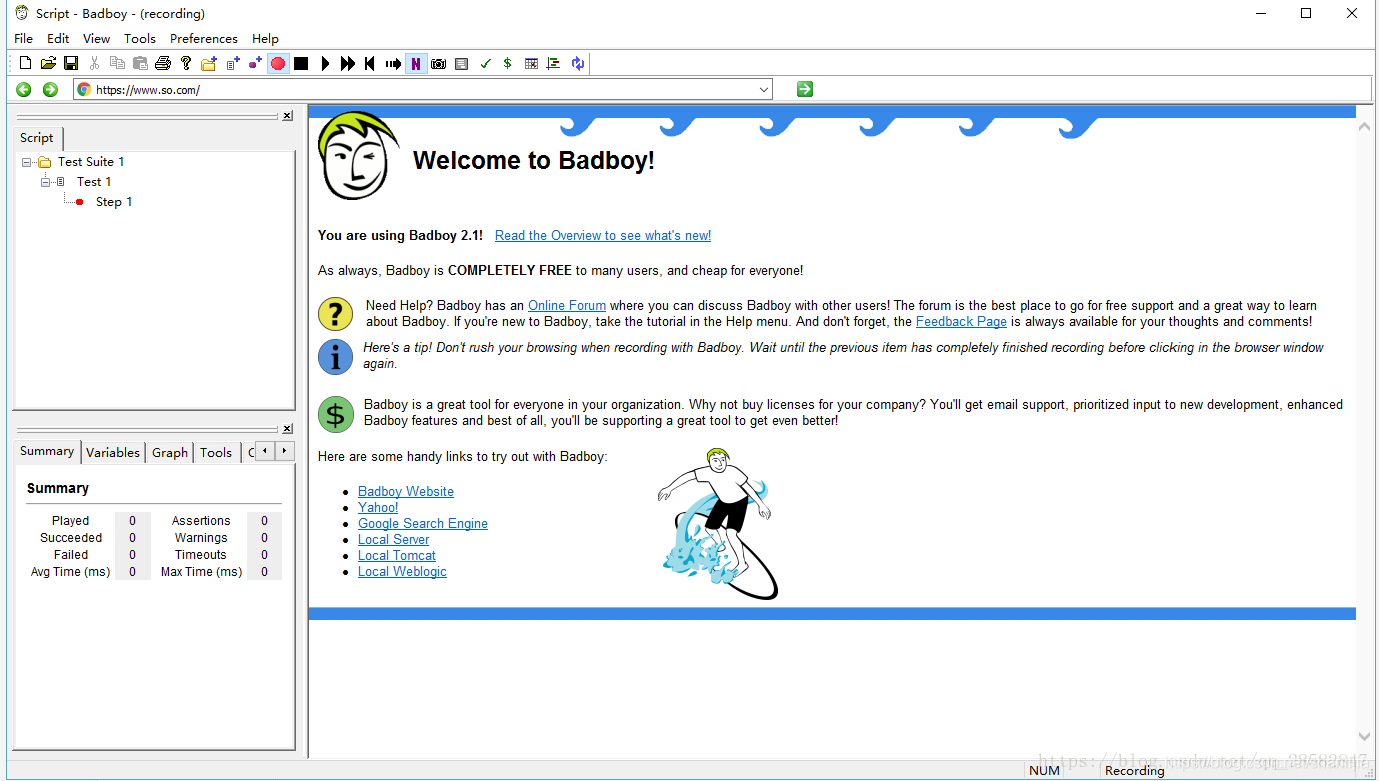 Script - Badboy - (recording)
File Edit View Tools Preferences Help
N $
https://www.so.com/
Script
Test Suite 1
Test 1
Step 1
Welcome to Badboy!
You are using Badboy 2.1! Read the Overview to see what's new!
As always, Badboy is COMPLETELY FREE to many users, and cheap for everyone!
Need Help? Badboy has an Online Forum where you can discuss Badboy with other users! The forum is the best place to go for free support and a great way to learn
about Badboy. If you're new to Badboy, take the tutorial in the Help menu. And don't forget, the Feedback Page is always available for your thoughts and comments!
Here's a tip! Don't rush your browsing when recording with Badboy. Wait until the previous item has completely finished recording before clicking in the browser window
again.
Badboy is a great tool for everyone in your organization. Why not buy licenses for your company? You'll get email support, prioritized input to new development, enhanced
Badboy features and best of all, you'll be supporting a great tool to get even better!
Here are some handy links to try out with Badboy:
Badboy Website
Yahoo!
Google Search Engine
Local Server
Local Tomcat
Local Weblogic
Summary Variables Graph Tools
Summary
Played 0 Assertions 0
Succeeded 0 Warnings 0
Failed 0 Timeouts 0
Avg Time (ms) 0 Max Time (ms) 0
NUM Recording